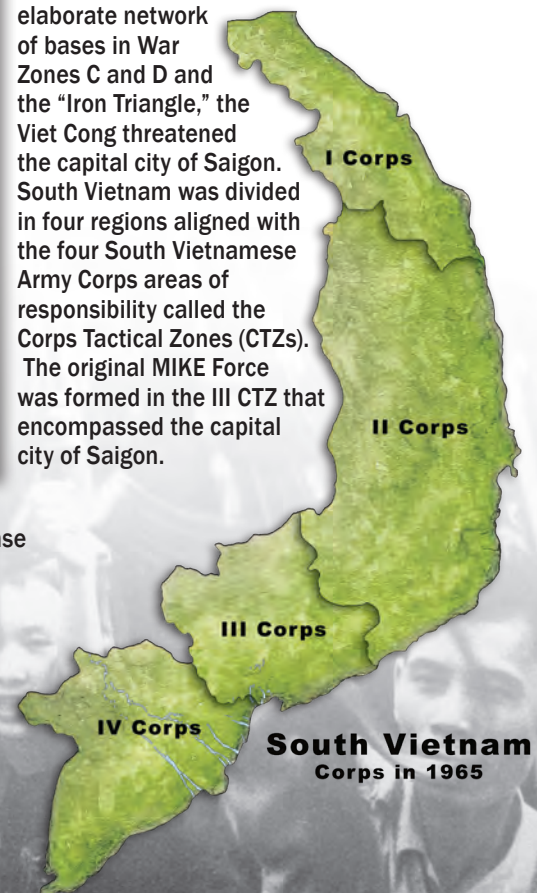 elaborate network
of bases in War
Zones C and D and
the “Iron Triangle,” the
Viet Cong threatened
the capital city of Saigon.
South Vietnam was divided
in four regions aligned with
the four South Vietnamese
Army Corps areas of
responsibility called the
Corps Tactical Zones (CTZs).
The original MIKE Force
was formed in the III CTZ that
encompassed the capital
city of Saigon.
I Corps
II Corps
III Corps
IV Corps
South Vietnam
Corps in 1965